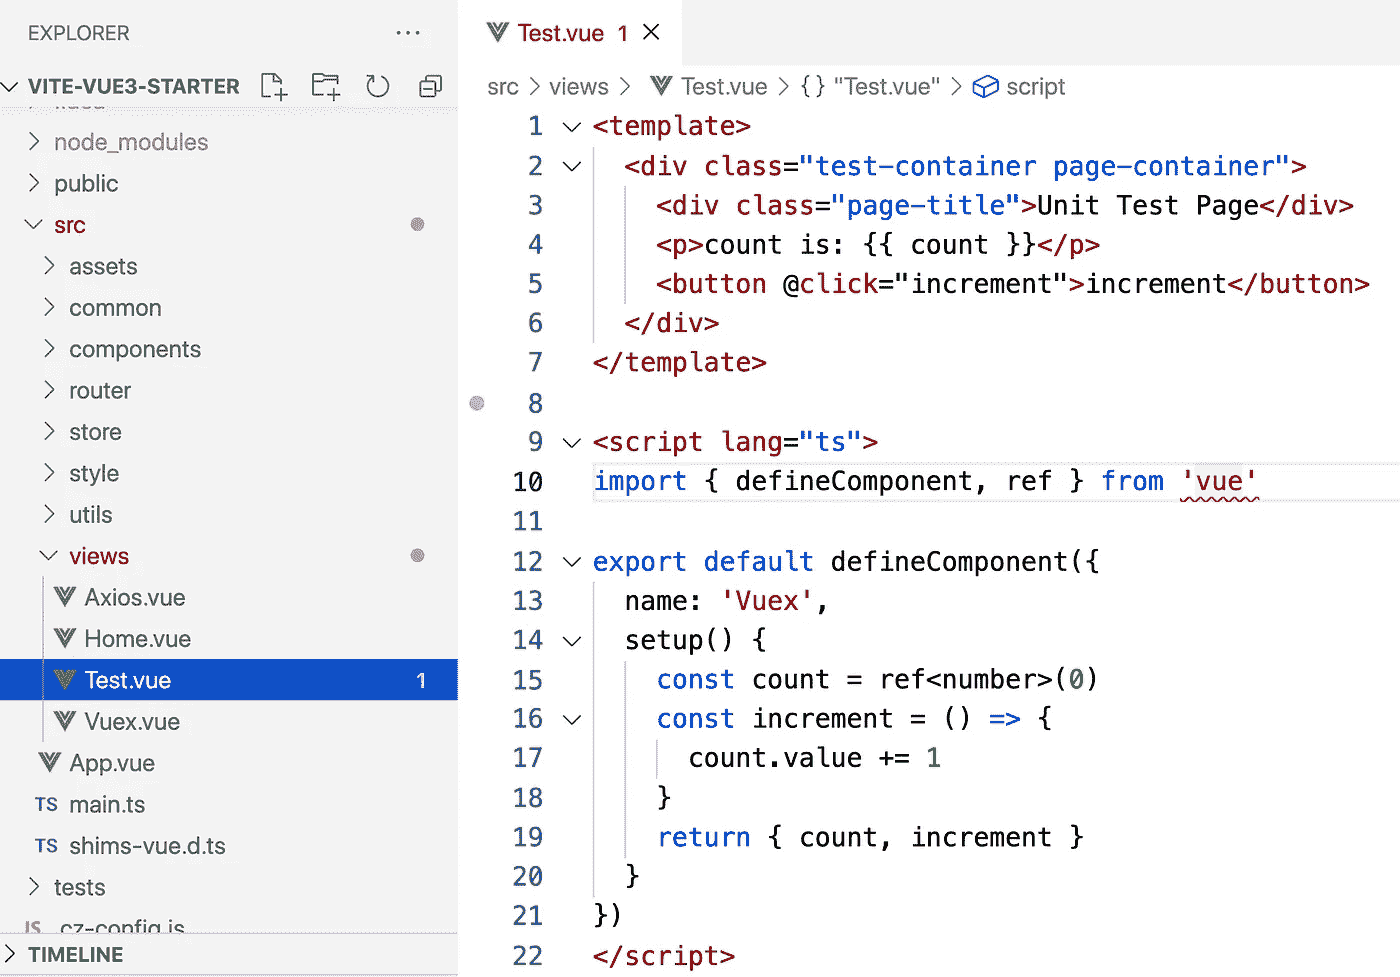 EXPLORER ...
VITE-VUE3-STARTER
node_modules
public
src
assets
common
components
router
store
style
utils
views
Axios.vue
Home.vue
Test.vue 1
Vuex.vue
App.vue
TS main.ts
TS shims-vue.d.ts
tests
JS .cz-config.js
TIMELINE
Test.vue 1
src > views > Test.vue > {} "Test.vue" > script
1 <template>
2 <div class="test-container page-container">
3 <div class="page-title">Unit Test Page</div>
4 <p>count is: {{ count }}</p>
5 <button @click="increment">increment</button>
6 </div>
7 </template>
8
9 <script lang="ts">
10 import { defineComponent, ref } from 'vue'
11
12 export default defineComponent({
13 name: 'Vuex',
14 setup() {
15 const count = ref<number>(0)
16 const increment = () => {
17 count.value += 1
18 }
19 return { count, increment }
20 }
21 })
22 </script>